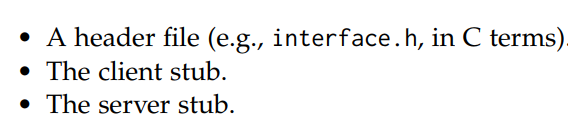 • A header file (e.g., interface.h, in C terms).
• The client stub.
• The server stub.